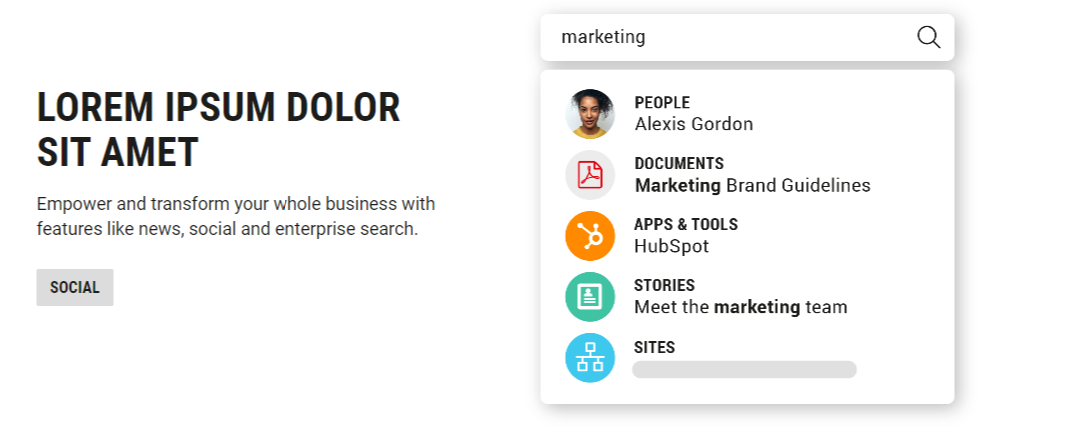 LOREM IPSUM DOLOR
SIT AMET
Empower and transform your whole business with
features like news, social and enterprise search.
SOCIAL
marketing
PEOPLE
Alexis Gordon
DOCUMENTS
Marketing Brand Guidelines
APPS & TOOLS
HubSpot
STORIES
Meet the marketing team
SITES